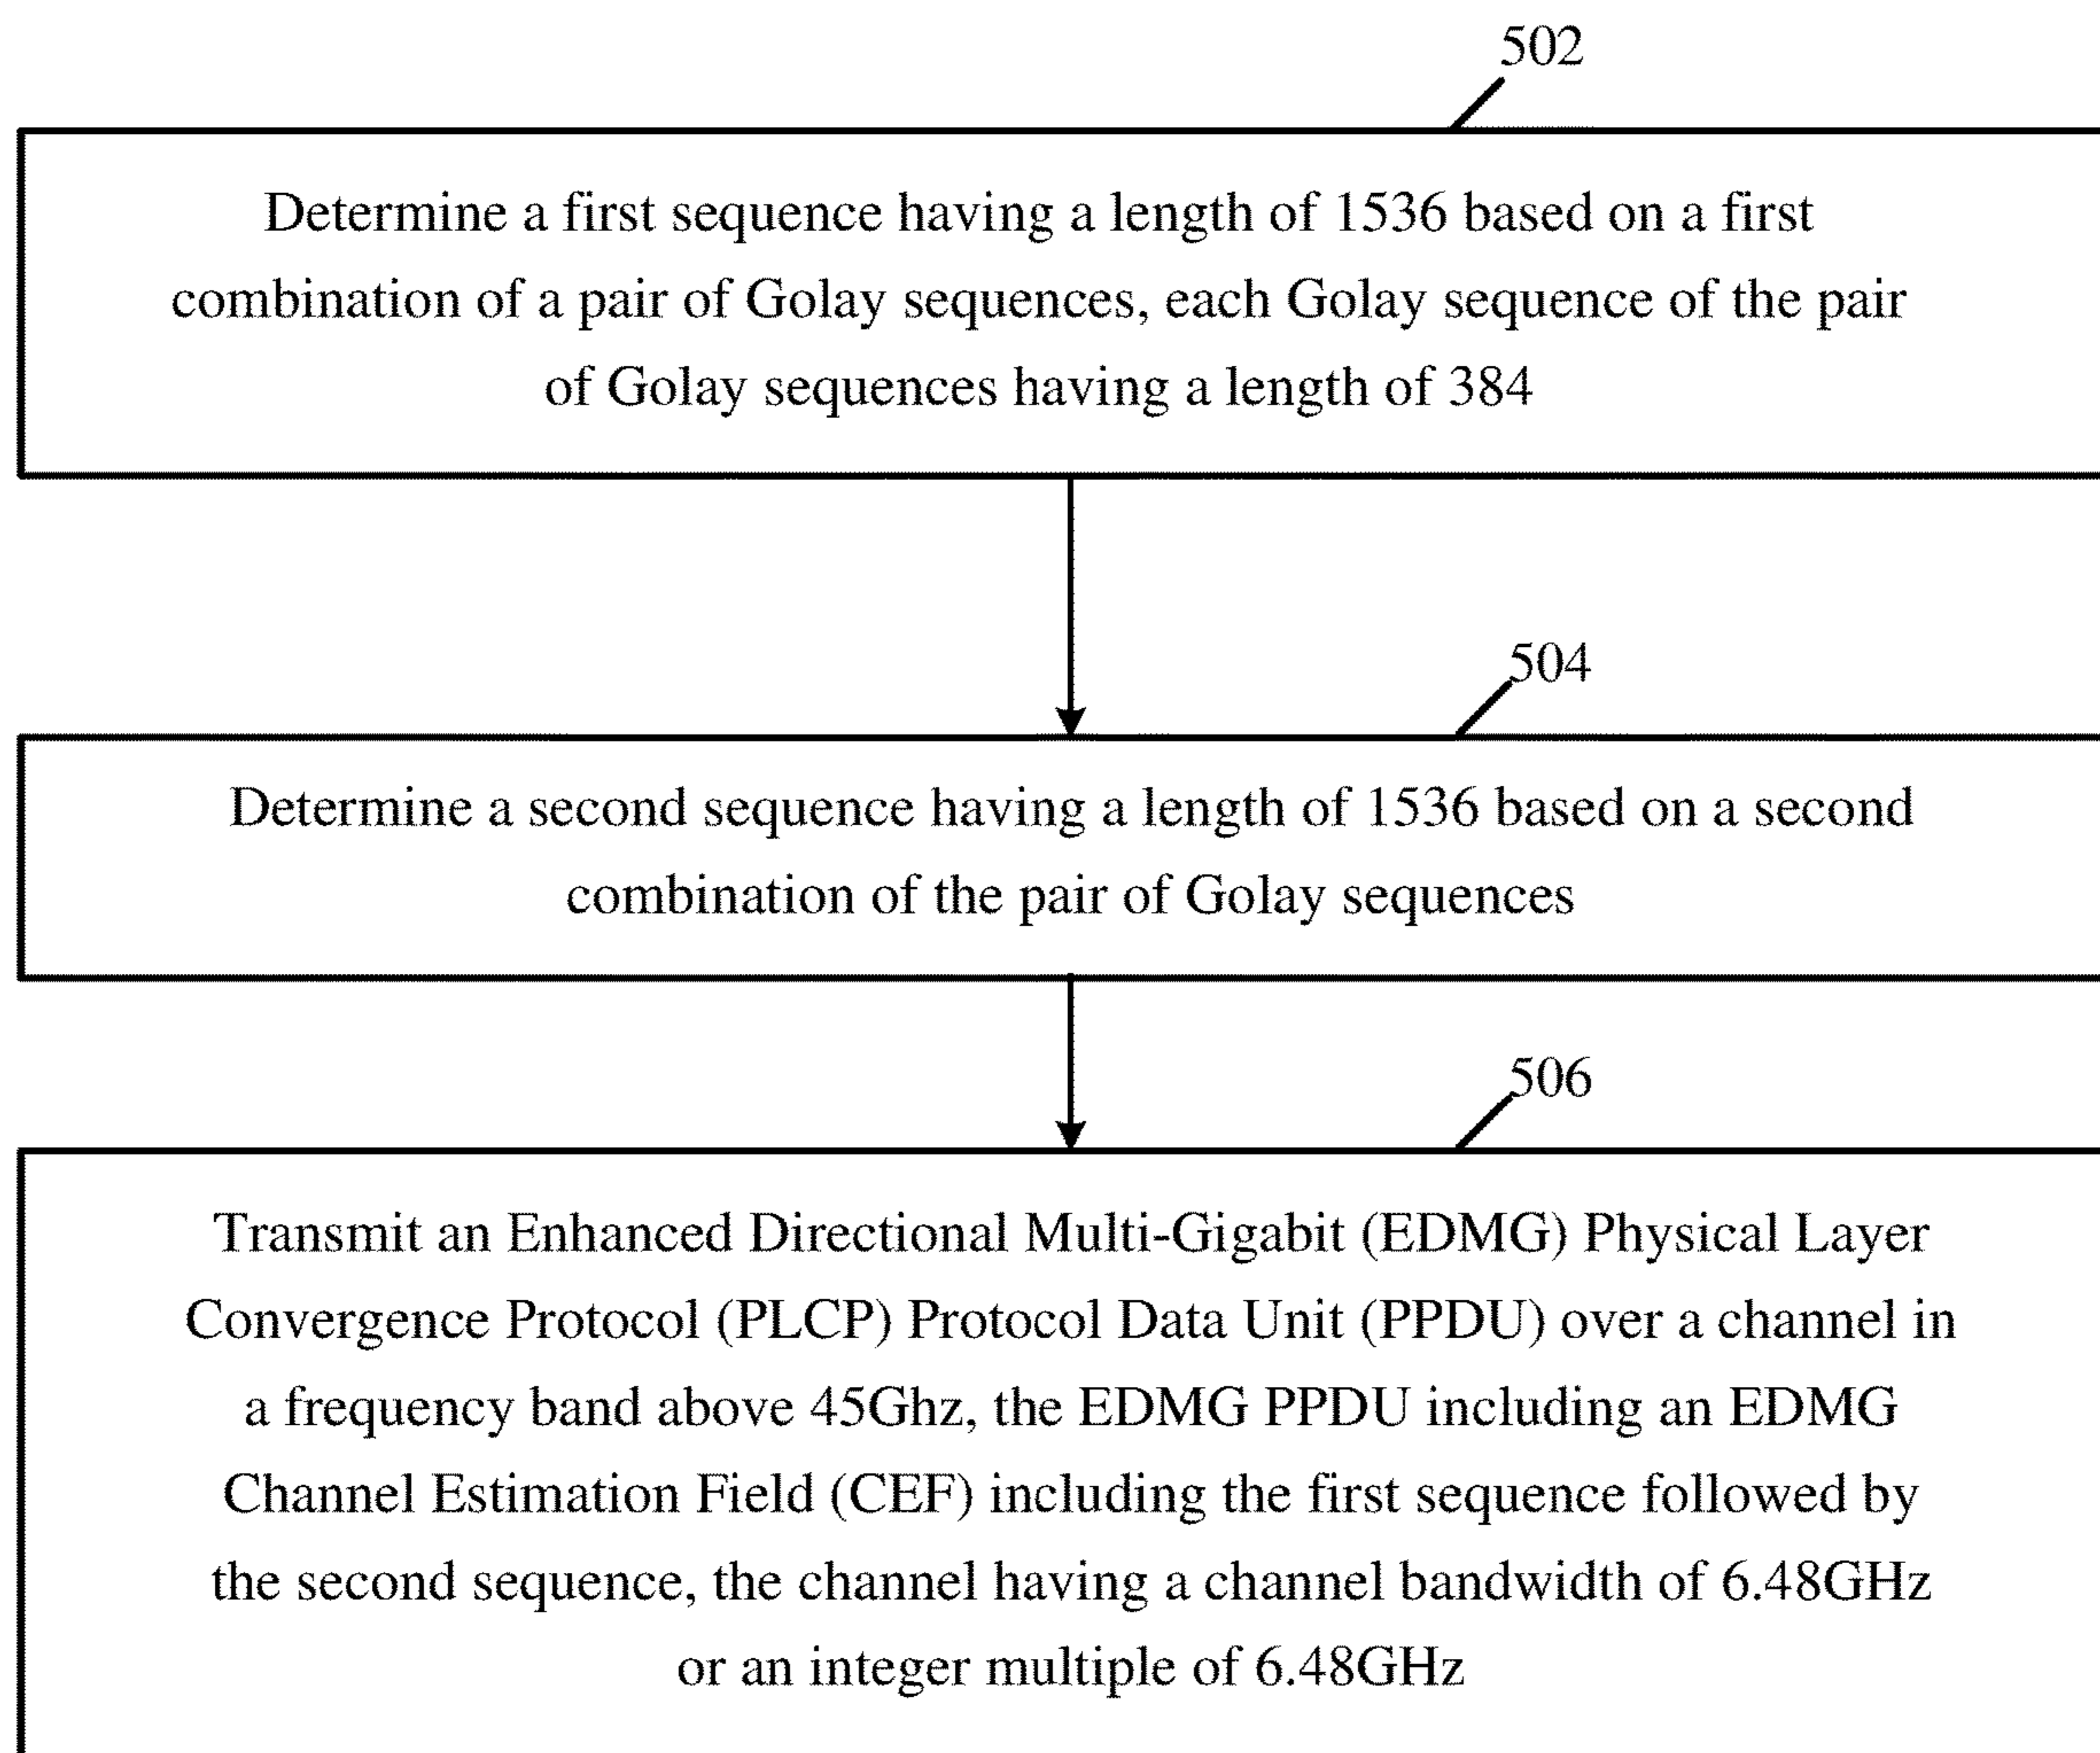 502
Determine a first sequence having a length of 1536 based on a first
combination of a pair of Golay sequences, each Golay sequence of the pair
of Golay sequences having a length of 384
504
Determine a second sequence having a length of 1536 based on a second
combination of the pair of Golay sequences
506
Transmit an Enhanced Directional Multi-Gigabit (EDMG) Physical Layer
Convergence Protocol (PLCP) Protocol Data Unit (PPDU) over a channel in
a frequency band above 45Ghz, the EDMG PPDU including an EDMG
Channel Estimation Field (CEF) including the first sequence followed by
the second sequence, the channel having a channel bandwidth of 6.48GHz
or an integer multiple of 6.48GHz